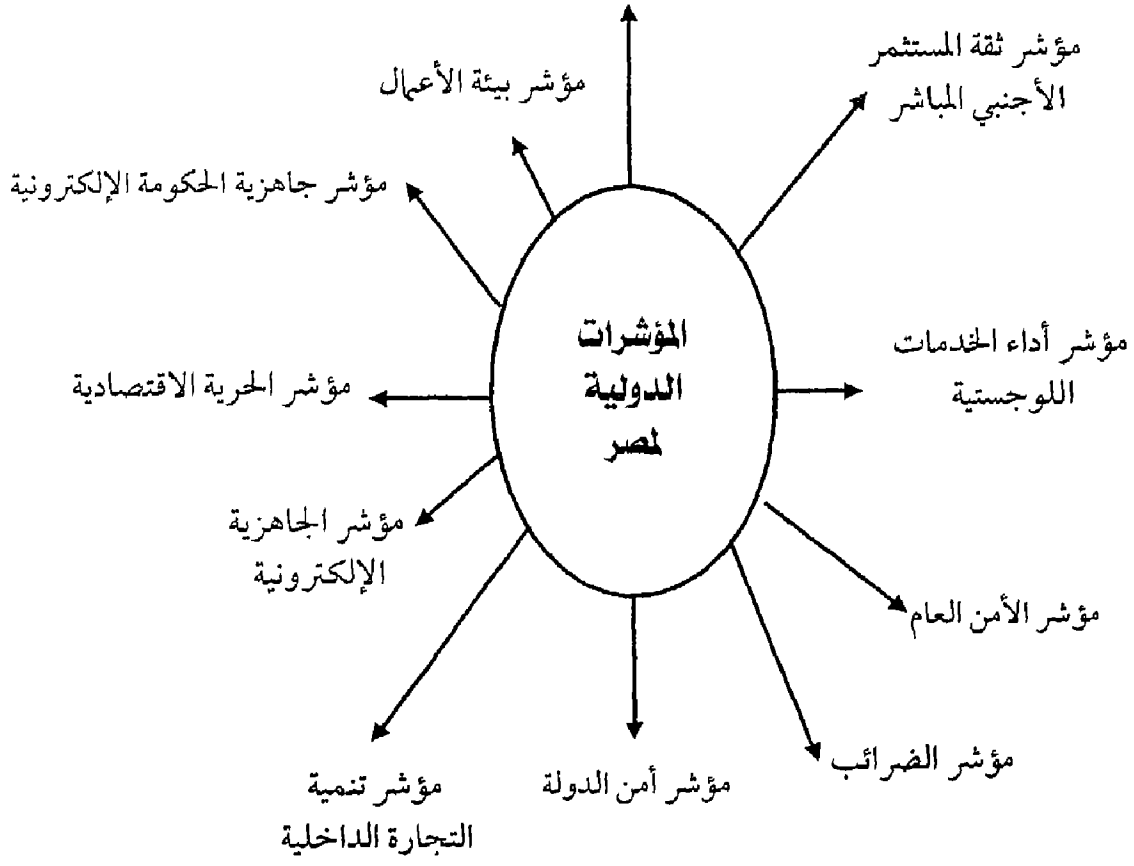 مؤشر ثقة المستثمر
الأجنبي المباشر
مؤشر بيئة الأعمال
مؤشر جاهزية الحكومة الإلكترونية
المؤشرات
الدولية
لمصر
مؤشر أداء الخدمات
اللوجستية
مؤشر الحرية الاقتصادية
مؤشر الجاهزية
الإلكترونية
مؤشر الأمن العام
مؤشر الضرائب
مؤشر أمن الدولة
مؤشر تنمية
التجارة الداخلية